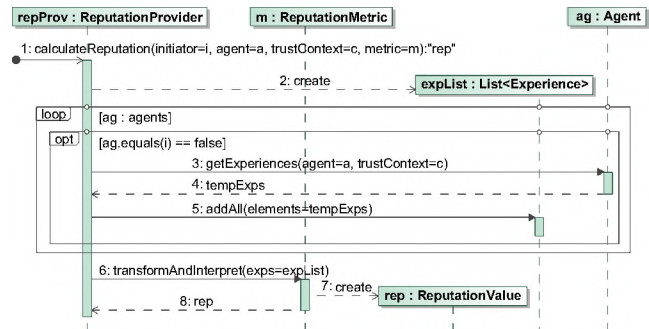 repProv : ReputationProvider
m : ReputationMetric
ag : Agent
1: calculateReputation(initiator=i, agent=a, trustContext=c, metric=m):"rep"
2: create
expList : List<Experience>
loop
[ag : agents]
opt
[ag.equals(i) == false]
3: getExperiences(agent=a, trustContext=c)
4: tempExps
5: addAll(elements=tempExps)
6: transformAndInterpret(exps=expList)
7: create
rep : ReputationValue
8: rep